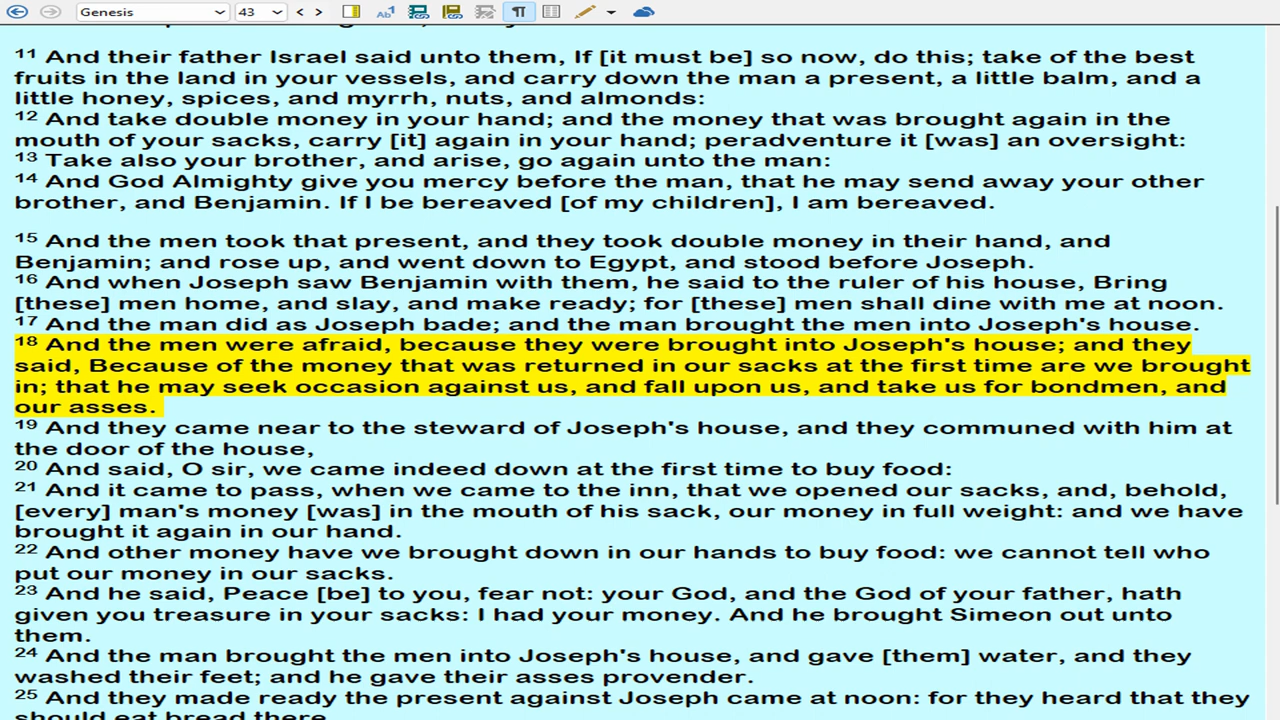 Genesis 43 < >
11 And their father Israel said unto them, If [it must be] so now, do this; take of the best
fruits in the land in your vessels, and carry down the man a present, a little balm, and a
little honey, spices, and myrrh, nuts, and almonds:
12 And take double money in your hand; and the money that was brought again in the
mouth of your sacks, carry [it] again in your hand; peradventure it [was] an oversight:
13 Take also your brother, and arise, go again unto the man:
14 And God Almighty give you mercy before the man, that he may send away your other
brother, and Benjamin. If I be bereaved [of my children], I am bereaved.
15 And the men took that present, and they took double money in their hand, and
Benjamin; and rose up, and went down to Egypt, and stood before Joseph.
16 And when Joseph saw Benjamin with them, he said to the ruler of his house, Bring
[these] men home, and slay, and make ready; for [these] men shall dine with me at noon.
17 And the man did as Joseph bade; and the man brought the men into Joseph's house.
18 And the men were afraid, because they were brought into Joseph's house; and they
said, Because of the money that was returned in our sacks at the first time are we brought
in; that he may seek occasion against us, and fall upon us, and take us for bondmen, and
our asses.
19 And they came near to the steward of Joseph's house, and they communed with him at
the door of the house,
20 And said, O sir, we came indeed down at the first time to buy food:
21 And it came to pass, when we came to the inn, that we opened our sacks, and, behold,
[every] man's money [was] in the mouth of his sack, our money in full weight: and we have
brought it again in our hand.
22 And other money have we brought down in our hands to buy food: we cannot tell who
put our money in our sacks.
23 And he said, Peace [be] to you, fear not: your God, and the God of your father, hath
given you treasure in your sacks: I had your money. And he brought Simeon out unto
them.
24 And the man brought the men into Joseph's house, and gave [them] water, and they
washed their feet; and he gave their asses provender.
25 And they made ready the present against Joseph came at noon: for they heard that they
should eat bread there.